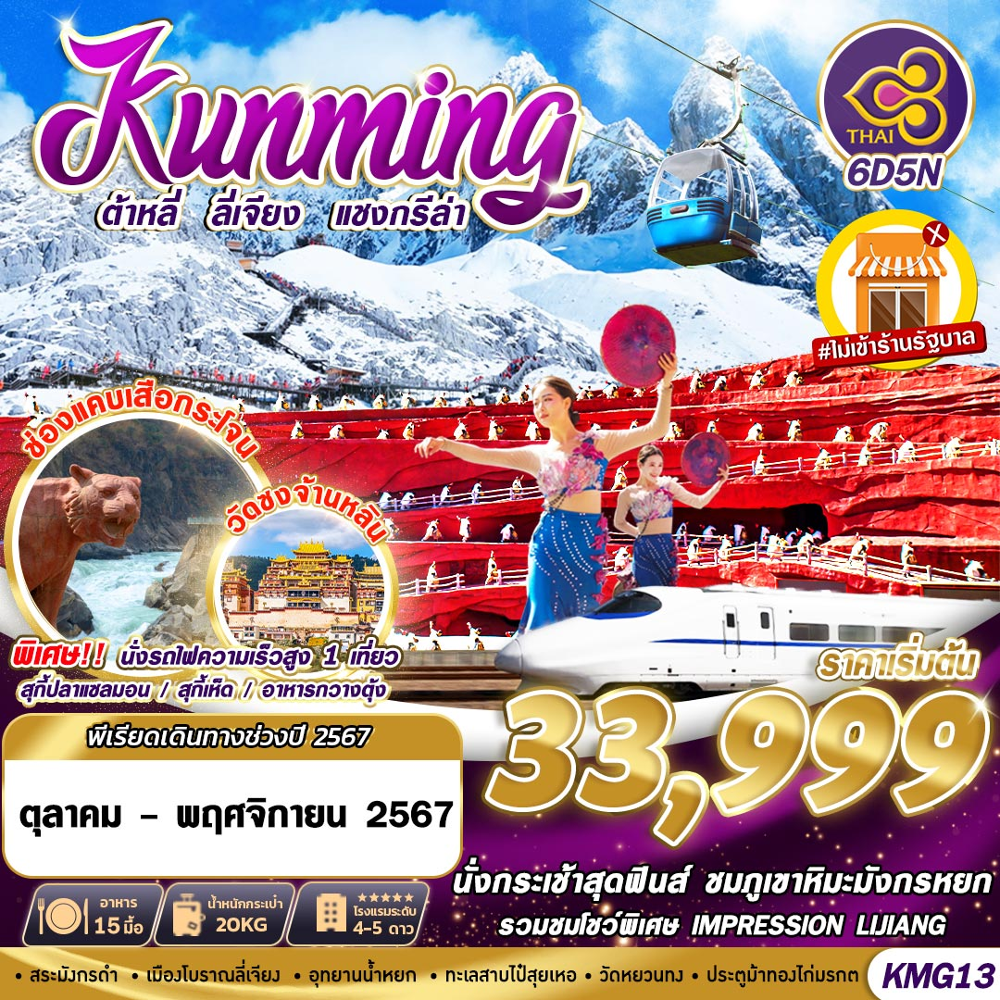 Kunming
ต้าหลี่ ลี่เจียง แชงกรีล่า
THAI
6D5N
#ไม่เข้าร้านรัฐบาล
ช่องแคบเสือกระโจน
วัดซงจ้านหลิน
พิเศษ!! นั่งรถไฟความเร็วสูง 1 เที่ยว
สุกี้ปลาแซลมอน / สุกี้เห็ด / อาหารกวางตุ้ง
ราคาเริ่มต้น
33,999
พีเรียดเดินทางช่วงปี 2567
ตุลาคม - พฤศจิกายน 2567
นั่งกระเช้าสุดฟินส์ ชมภูเขาหิมะมังกรหยก
รวมชมโชว์พิเศษ IMPRESSION LIJIANG
อาหาร
15 มื้อ
น้ำหนักกระเป๋า
20KG
โรงแรมระดับ
4-5 ดาว
• สระมังกรดำ • เมืองโบราณลี่เจียง • อุทยานน้ำหยก • ทะเลสาบไป๋สุยเหอ • วัดหยวนทง • ประตูม้าทองไก่มรกต
KMG13